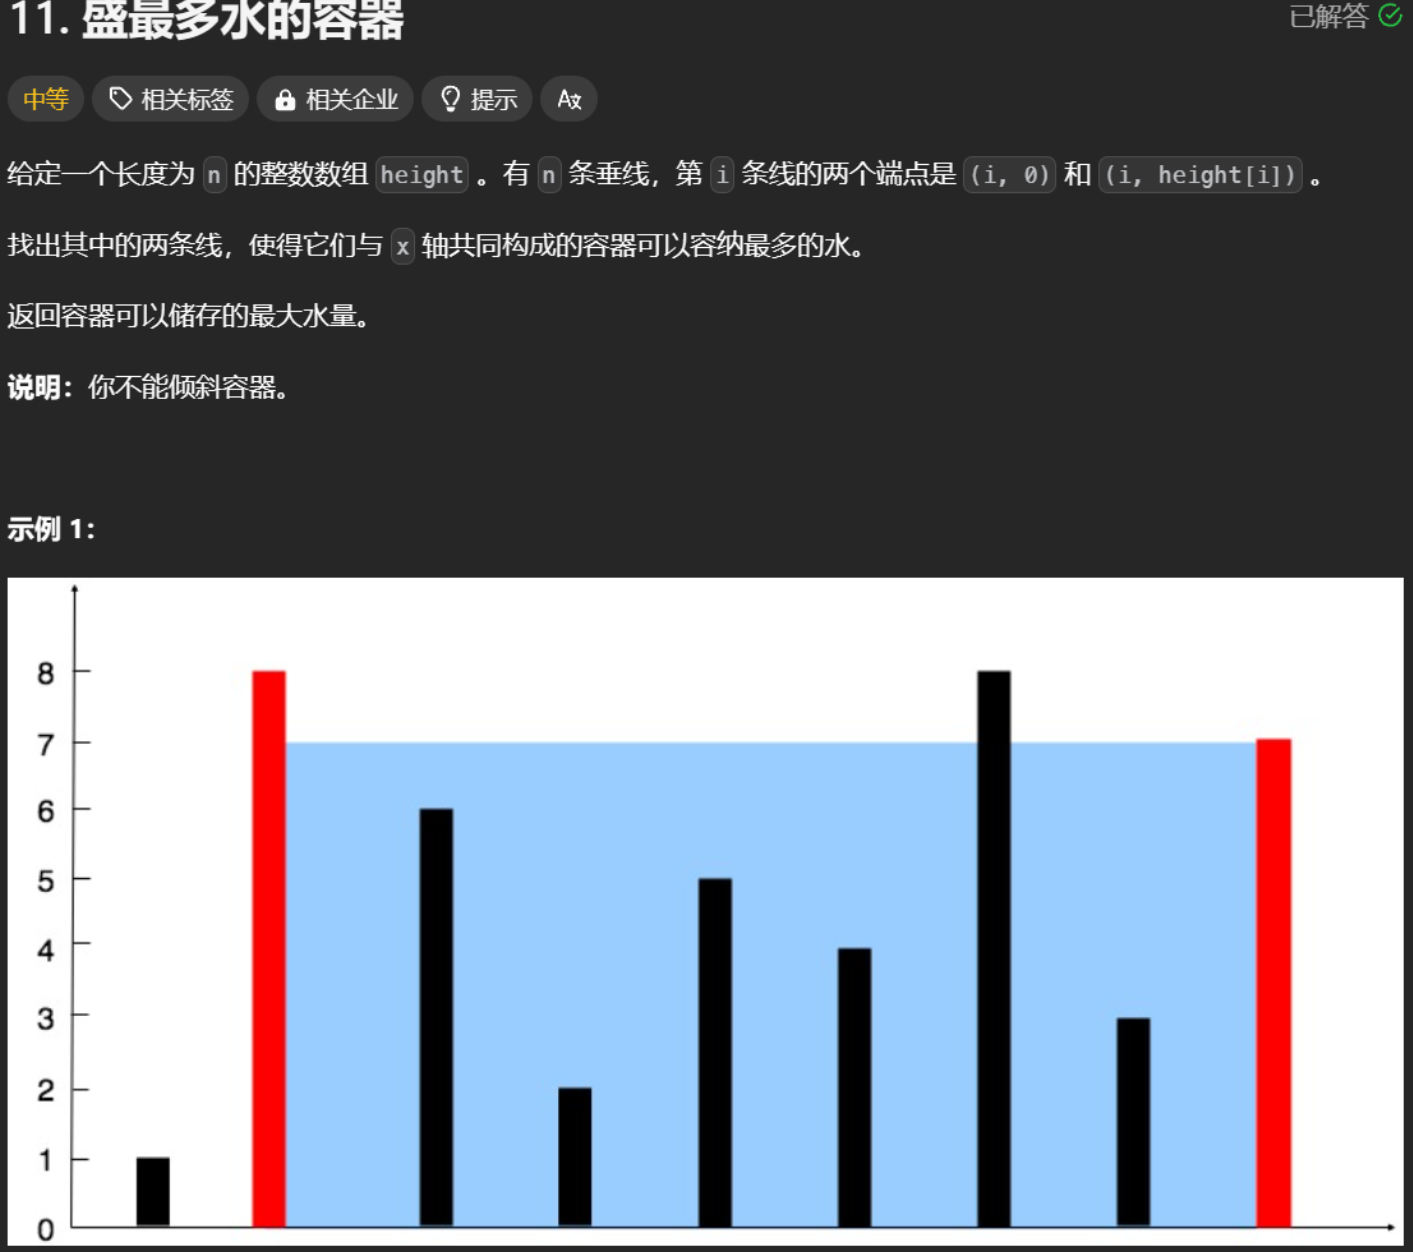 11. 盛最多水的容器
已解答
中等 相关标签 相关企业 提示
给定一个长度为 n 的整数数组 height 。有 n 条垂线，第 i 条线的两个端点是 (i, 0) 和 (i, height[i]) 。
找出其中的两条线，使得它们与 x 轴共同构成的容器可以容纳最多的水。
返回容器可以储存的最大水量。
说明：你不能倾斜容器。
示例 1：
8
7
6
5
4
3
2
1
0